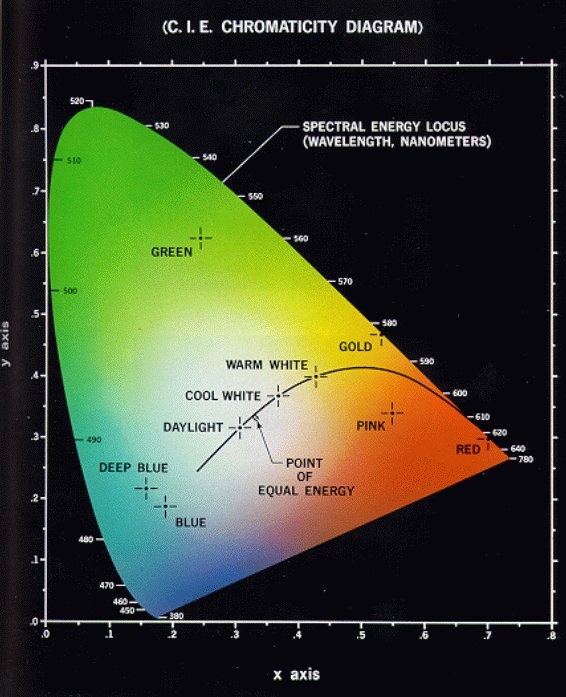 (C. I. E. CHROMATICITY DIAGRAM)
.9
520
.8
530
SPECTRAL ENERGY LOCUS
(WAVELENGTH, NANOMETERS)
510
540
.7
550
GREEN
560
.6
570
500
.5
580
GOLD
590
WARM WHITE
.4
COOL WHITE
600
DAYLIGHT
PINK
610
.3
620
490
RED
640
780
DEEP BLUE
POINT
OF
EQUAL ENERGY
.2
BLUE
480
.1
470
460
450
380
.0
.0 .1 .2 .3 .4 .5 .6 .7 .8
x axis
y axis